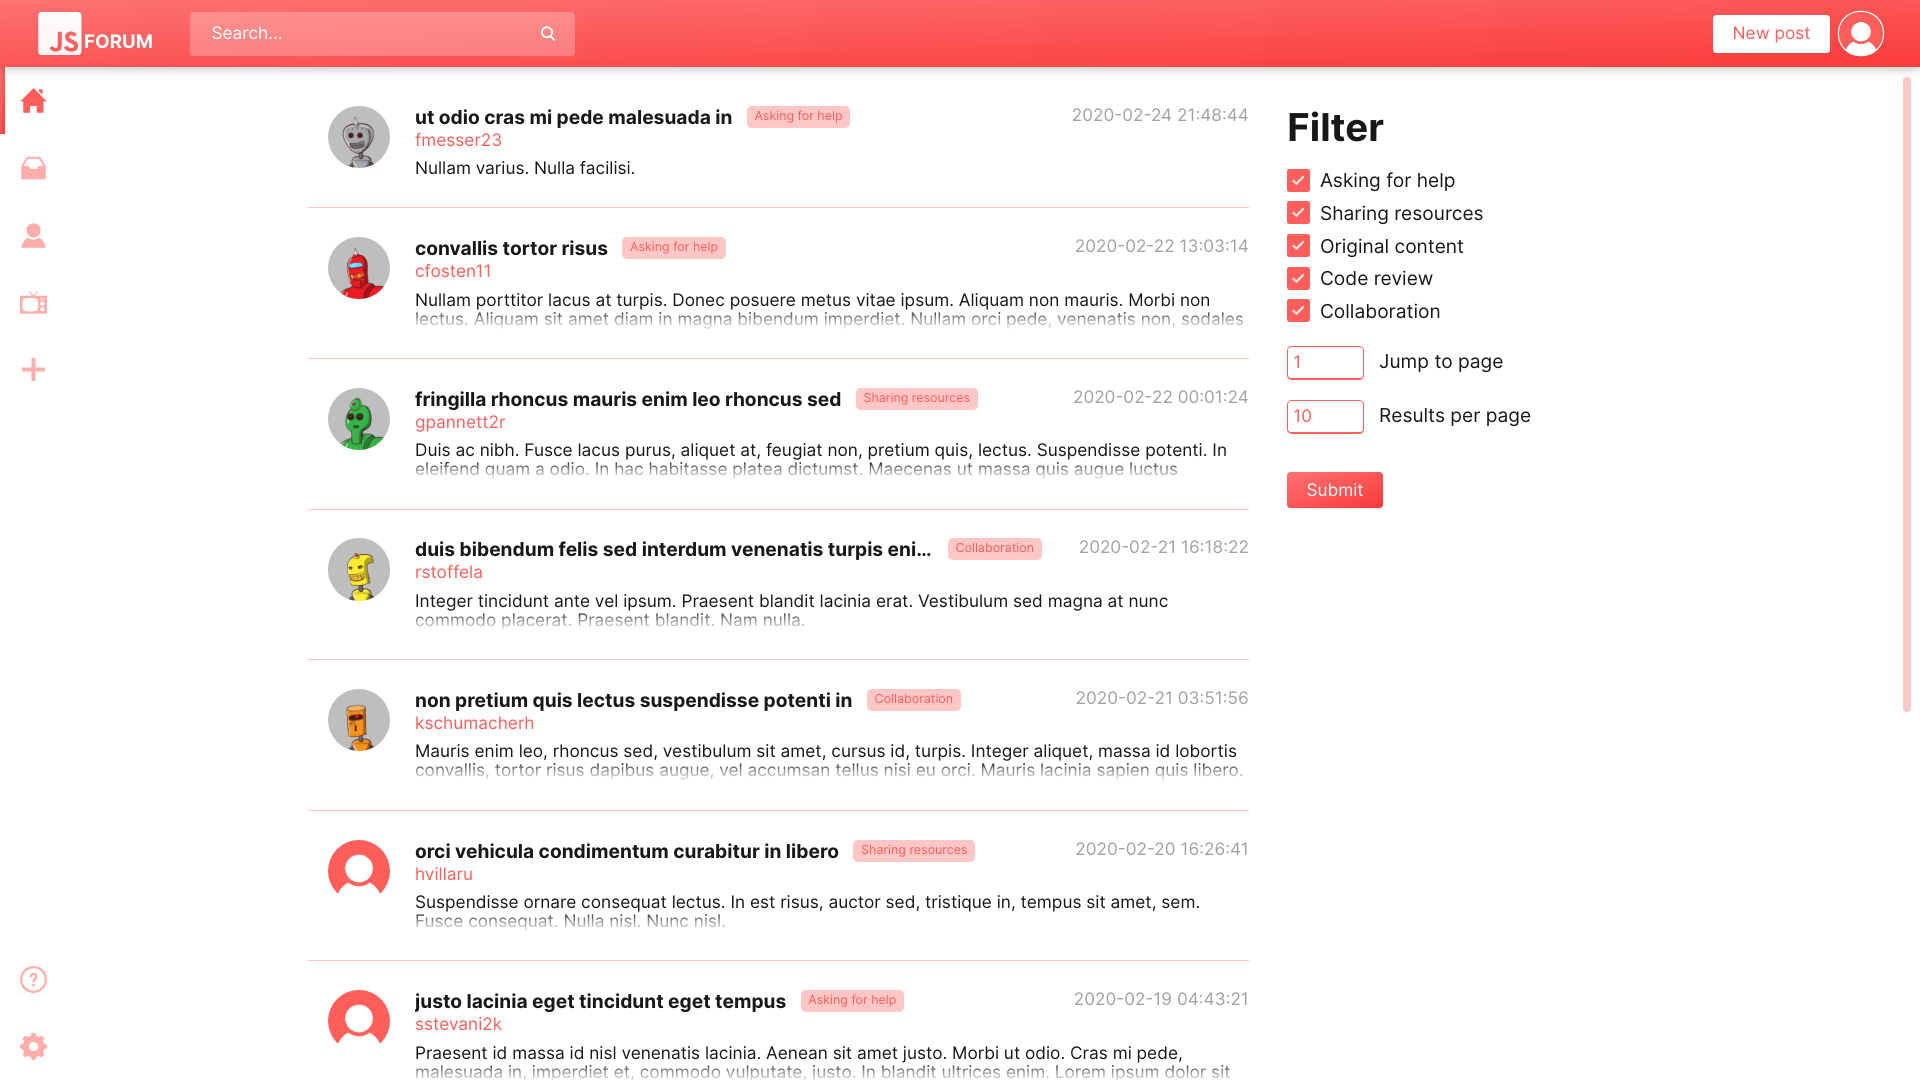 JS FORUM
Search...
New post
ut odio cras mi pede malesuada in Asking for help 2020-02-24 21:48:44
fmesser23
Nullam varius. Nulla facilisi.
convallis tortor risus Asking for help 2020-02-22 13:03:14
cfosten11
Nullam porttitor lacus at turpis. Donec posuere metus vitae ipsum. Aliquam non mauris. Morbi non
lectus. Aliquam sit amet diam in magna bibendum imperdiet. Nullam orci pede, venenatis non, sodales
fringilla rhoncus mauris enim leo rhoncus sed Sharing resources 2020-02-22 00:01:24
gpannett2r
Duis ac nibh. Fusce lacus purus, aliquet at, feugiat non, pretium quis, lectus. Suspendisse potenti. In
eleifend quam a odio. In hac habitasse platea dictumst. Maecenas ut massa quis augue luctus
duis bibendum felis sed interdum venenatis turpis eni... Collaboration 2020-02-21 16:18:22
rstoffela
Integer tincidunt ante vel ipsum. Praesent blandit lacinia erat. Vestibulum sed magna at nunc
commodo placerat. Praesent blandit. Nam nulla.
non pretium quis lectus suspendisse potenti in Collaboration 2020-02-21 03:51:56
kschumacherh
Mauris enim leo, rhoncus sed, vestibulum sit amet, cursus id, turpis. Integer aliquet, massa id lobortis
convallis, tortor risus dapibus augue, vel accumsan tellus nisi eu orci. Mauris lacinia sapien quis libero.
orci vehicula condimentum curabitur in libero Sharing resources 2020-02-20 16:26:41
hvillaru
Suspendisse ornare consequat lectus. In est risus, auctor sed, tristique in, tempus sit amet, sem.
Fusce consequat. Nulla nisl. Nunc nisl.
justo lacinia eget tincidunt eget tempus Asking for help 2020-02-19 04:43:21
sstevani2k
Praesent id massa id nisl venenatis lacinia. Aenean sit amet justo. Morbi ut odio. Cras mi pede,
malesuada in, imperdiet et, commodo vulputate, justo. In blandit ultrices enim. Lorem ipsum dolor sit
Filter
Asking for help
Sharing resources
Original content
Code review
Collaboration
1 Jump to page
10 Results per page
Submit
?